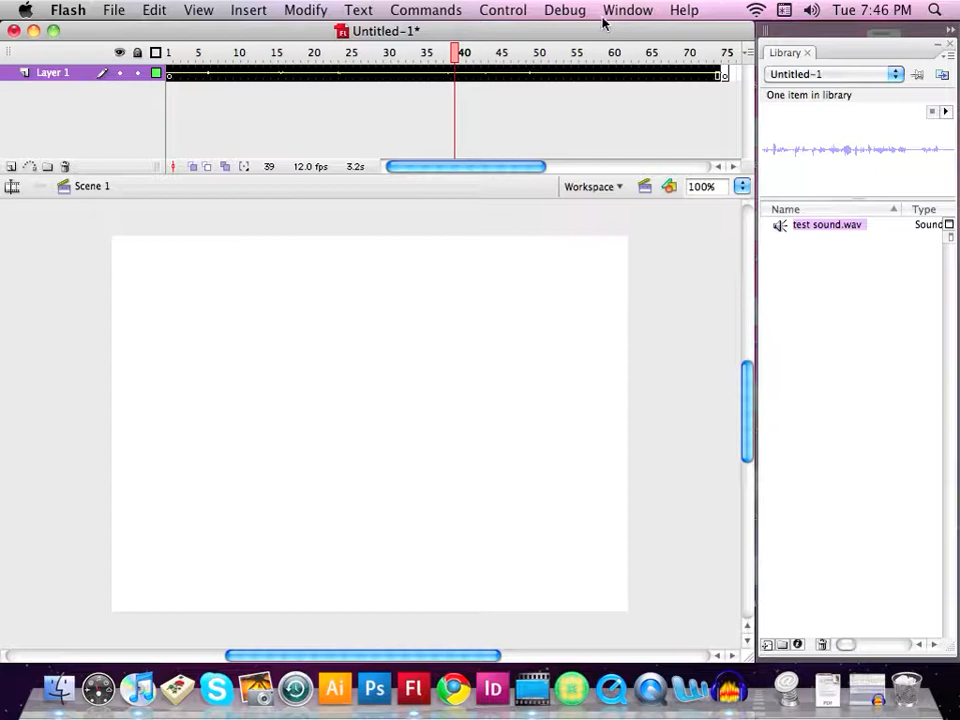 Flash File Edit View Insert Modify Text Commands Control Debug Window Help Tue 7:46 PM
Untitled-1*
1 5 10 15 20 25 30 35 40 45 50 55 60 65 70 75
Layer 1
39 12.0 fps 3.2s
Scene 1 Workspace 100%
Library
Untitled-1
One item in library
Name Type
test sound.wav Sound
Ai Ps Fl Id
PDF